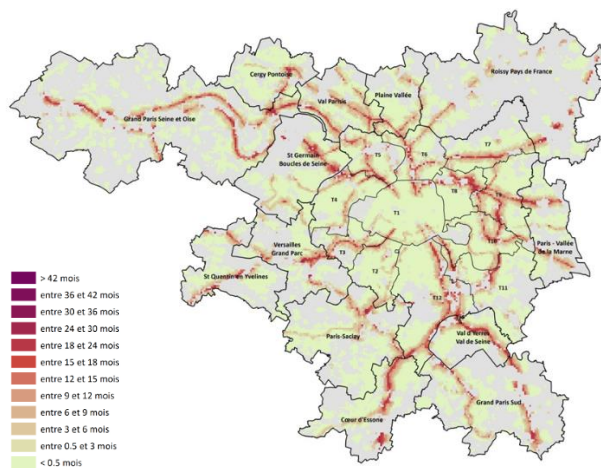 Cergy Pontoise
Plaine Vallée
Roissy Pays de France
Val Parisis
Grand Paris Seine et Oise
St Germain
Boucles de Seine
T5
T6
T7
T8
T9
T4
T1
T10
Paris - Vallée
de la Marne
Versailles
Grand Parc
T3
T2
St Quentin en Yvelines
T11
T12
Paris-Saclay
Val d'Yerres
Val de Seine
Grand Paris Sud
Cœur d'Essonne
> 42 mois
entre 36 et 42 mois
entre 30 et 36 mois
entre 24 et 30 mois
entre 18 et 24 mois
entre 15 et 18 mois
entre 12 et 15 mois
entre 9 et 12 mois
entre 6 et 9 mois
entre 3 et 6 mois
entre 0.5 et 3 mois
< 0.5 mois